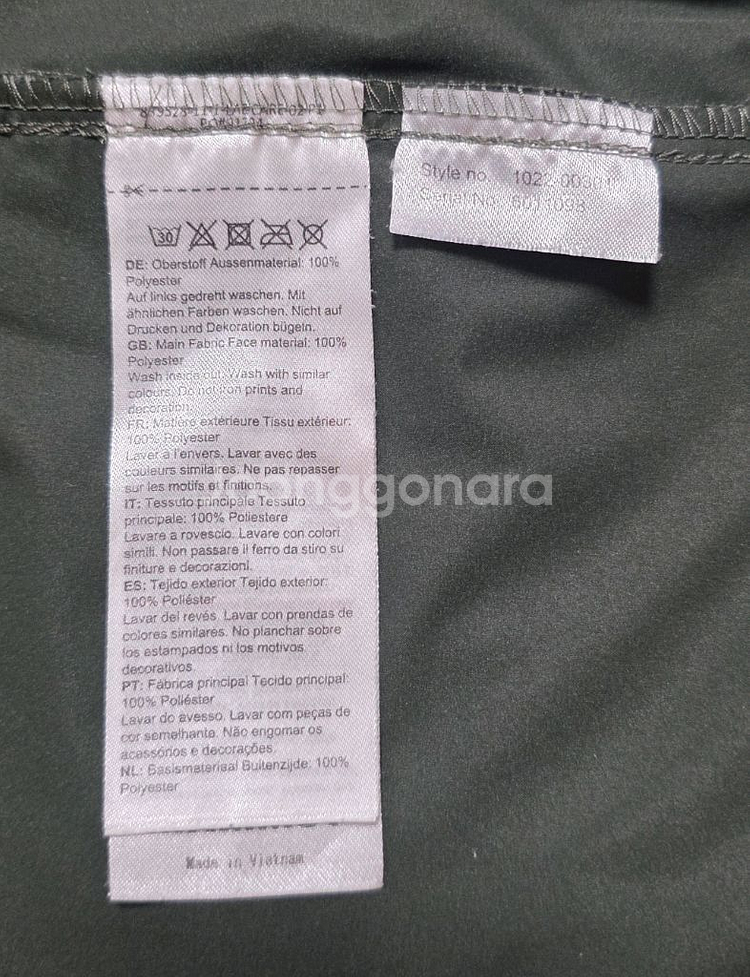 Style no. 1022-00301
Serial No. 6011098
30
DE: Oberstoff Aussenmaterial: 100%
Polyester
Auf links gedreht waschen. Mit
ähnlichen Farben waschen. Nicht auf
Drucken und Dekoration bügeln.
GB: Main Fabric Face material: 100%
Polyester
Wash inside out. Wash with similar
colours. Do not iron prints and
decoration.
FR: Matière extérieure Tissu extérieur:
100% Polyester
Laver à l'envers. Laver avec des
couleurs similaires. Ne pas repasser
sur les motifs et finitions.
IT: Tessuto principale Tessuto
principale: 100% Poliestere
Lavare a rovescio. Lavare con colori
simili. Non passare il ferro da stiro su
finiture e decorazioni.
ES: Tejido exterior Tejido exterior:
100% Poliéster
Lavar del revés. Lavar con prendas de
colores similares. No planchar sobre
los estampados ni los motivos
decorativos.
PT: Fábrica principal Tecido principal:
100% Poliéster
Lavar do avesso. Lavar com peças de
cor semelhante. Não engomar os
acessórios e decorações.
NL: Basismateriaal Buitenzijde: 100%
Polyester
Made in Vietnam
onggonara